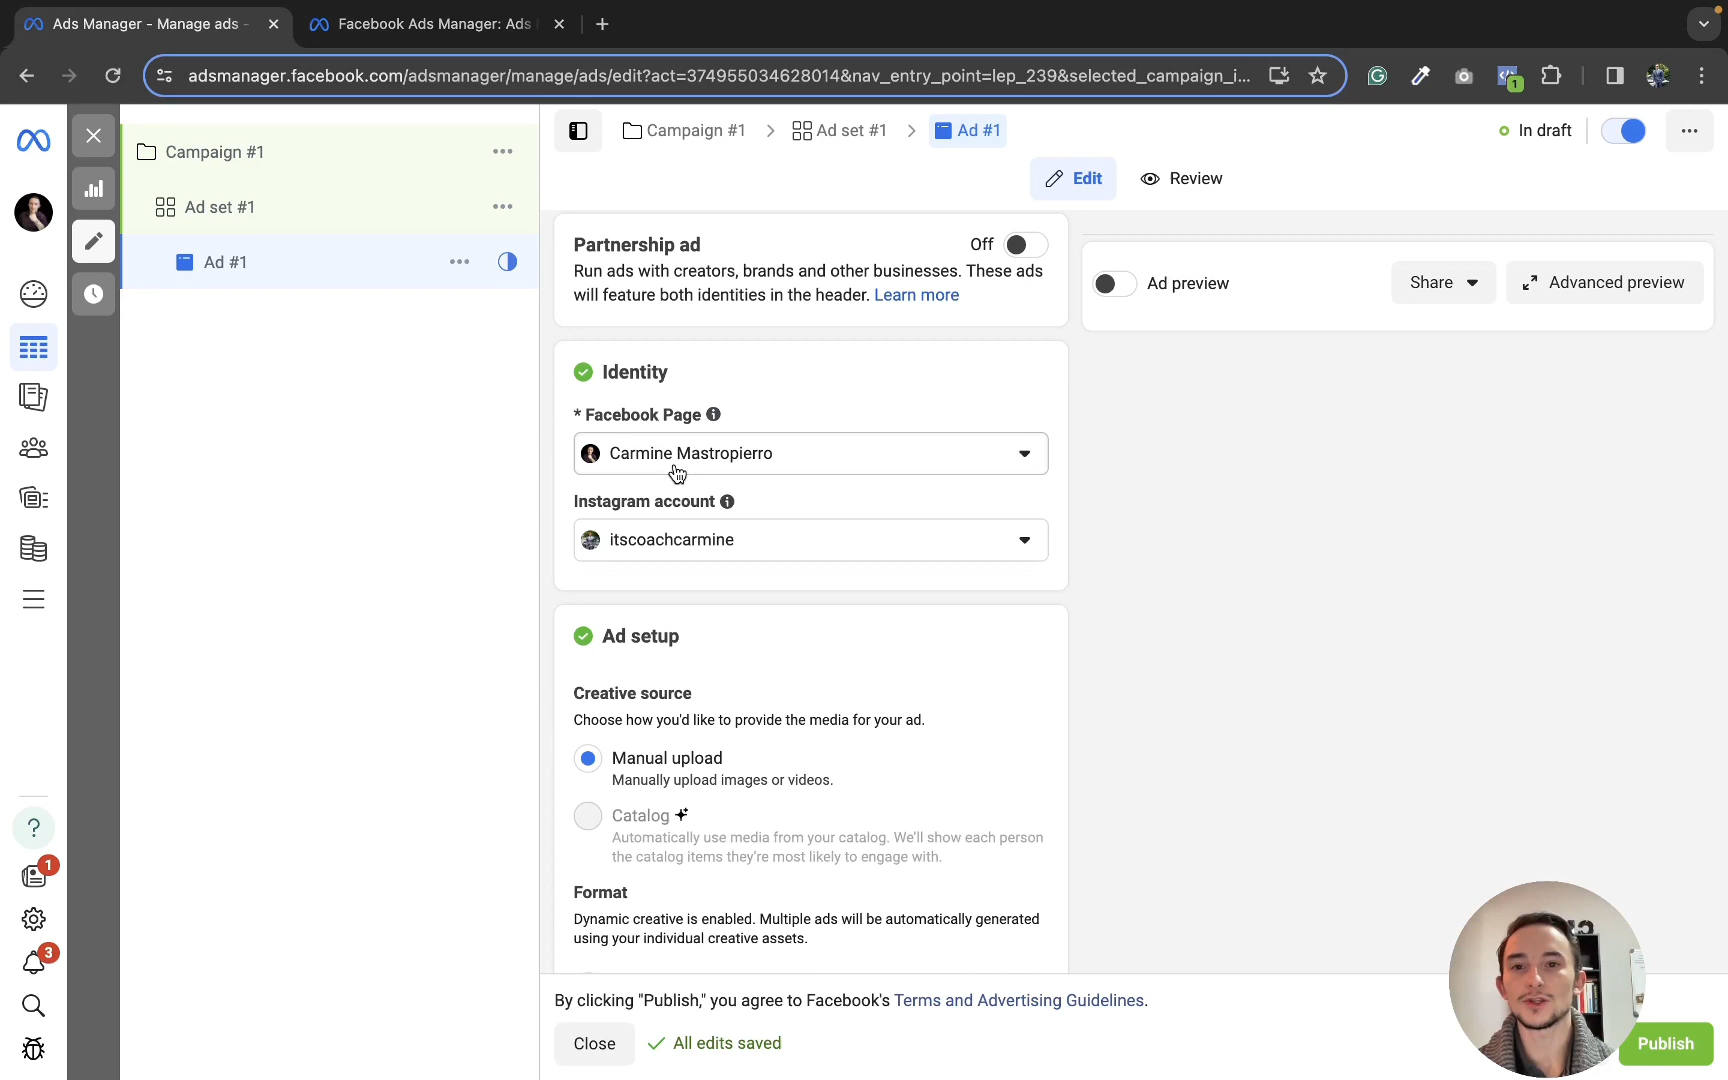 Ads Manager - Manage ads -
Facebook Ads Manager: Ads
adsmanager.facebook.com/adsmanager/manage/ads/edit?act=374955034628014&nav_entry_point=lep_239&selected_campaign_i...
1
Campaign #1
Ad set #1
Ad #1
Campaign #1
Ad set #1
Ad #1
In draft
Edit
Review
Partnership ad
Off
Run ads with creators, brands and other businesses. These ads
will feature both identities in the header. Learn more
Ad preview
Share
Advanced preview
Identity
* Facebook Page
Carmine Mastropierro
Instagram account
itscoachcarmine
Ad setup
Creative source
Choose how you'd like to provide the media for your ad.
Manual upload
Manually upload images or videos.
Catalog
Automatically use media from your catalog. We'll show each person
the catalog items they're most likely to engage with.
Format
Dynamic creative is enabled. Multiple ads will be automatically generated
using your individual creative assets.
By clicking "Publish," you agree to Facebook's Terms and Advertising Guidelines.
Close
All edits saved
Publish
?
1
3